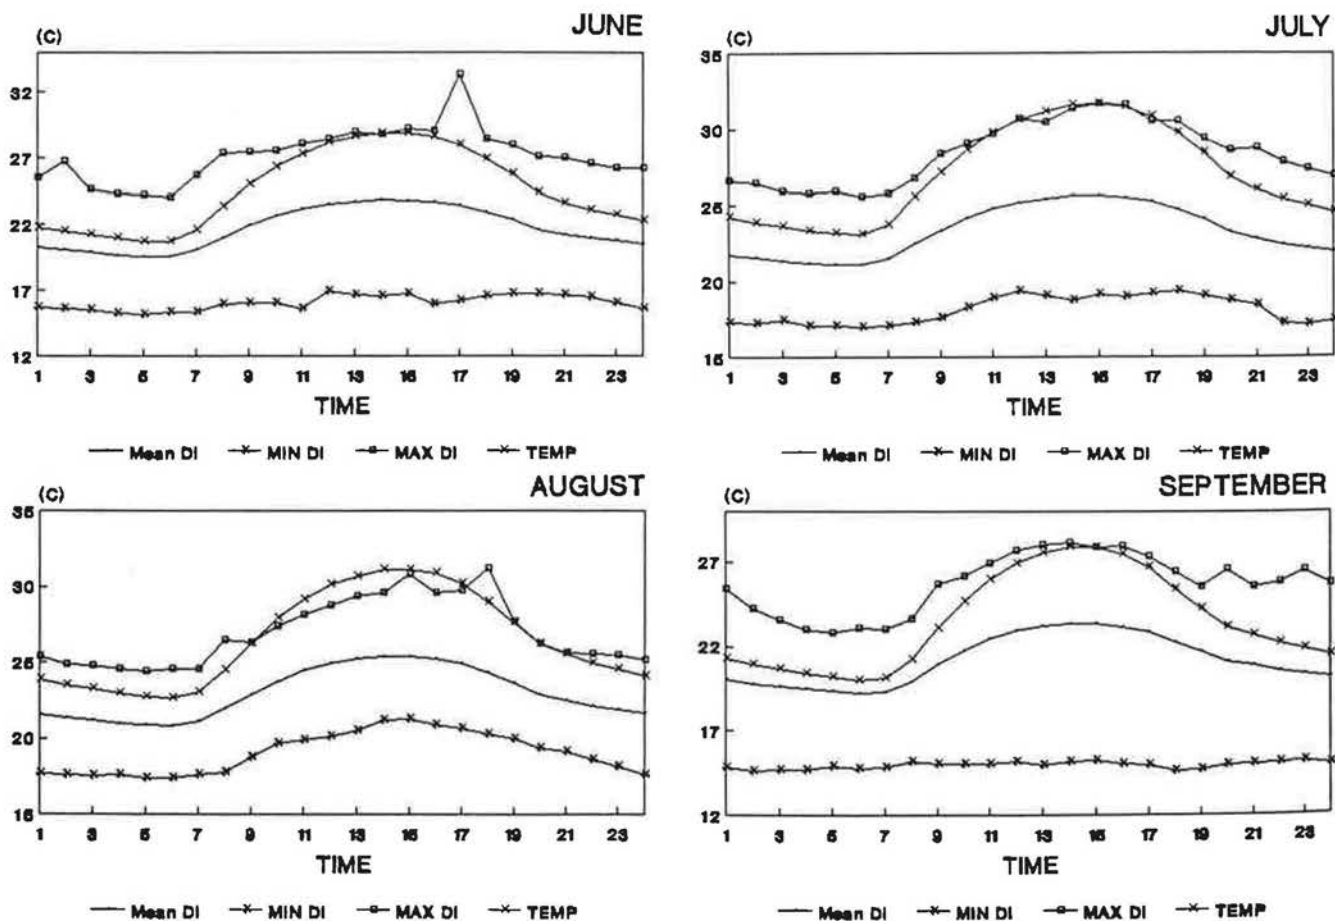 (C) JUNE
32
27
22
17
12
1 3 5 7 9 11 13 15 17 19 21 23
TIME
Mean DI MIN DI MAX DI TEMP
(C) JULY
35
30
25
20
15
1 3 5 7 9 11 13 15 17 19 21 23
TIME
Mean DI MIN DI MAX DI TEMP
(C) AUGUST
35
30
25
20
15
1 3 5 7 9 11 13 15 17 19 21 23
TIME
Mean DI MIN DI MAX DI TEMP
(C) SEPTEMBER
27
22
17
12
1 3 5 7 9 11 13 15 17 19 21 23
TIME
Mean DI MIN DI MAX DI TEMP